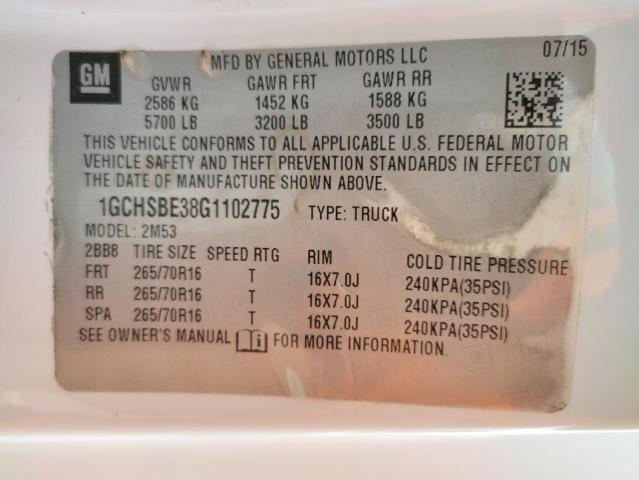 GM
MFD BY GENERAL MOTORS LLC 07/15
GVWR GAWR FRT GAWR RR
2586 KG 1452 KG 1588 KG
5700 LB 3200 LB 3500 LB
THIS VEHICLE CONFORMS TO ALL APPLICABLE U.S. FEDERAL MOTOR
VEHICLE SAFETY AND THEFT PREVENTION STANDARDS IN EFFECT ON
THE DATE OF MANUFACTURE SHOWN ABOVE.
1GCHSBE38G1102775 TYPE: TRUCK
MODEL: 2M53
2BB8 TIRE SIZE SPEED RTG RIM COLD TIRE PRESSURE
FRT 265/70R16 T 16X7.0J 240KPA(35PSI)
RR 265/70R16 T 16X7.0J 240KPA(35PSI)
SPA 265/70R16 T 16X7.0J 240KPA(35PSI)
SEE OWNER'S MANUAL i FOR MORE INFORMATION.